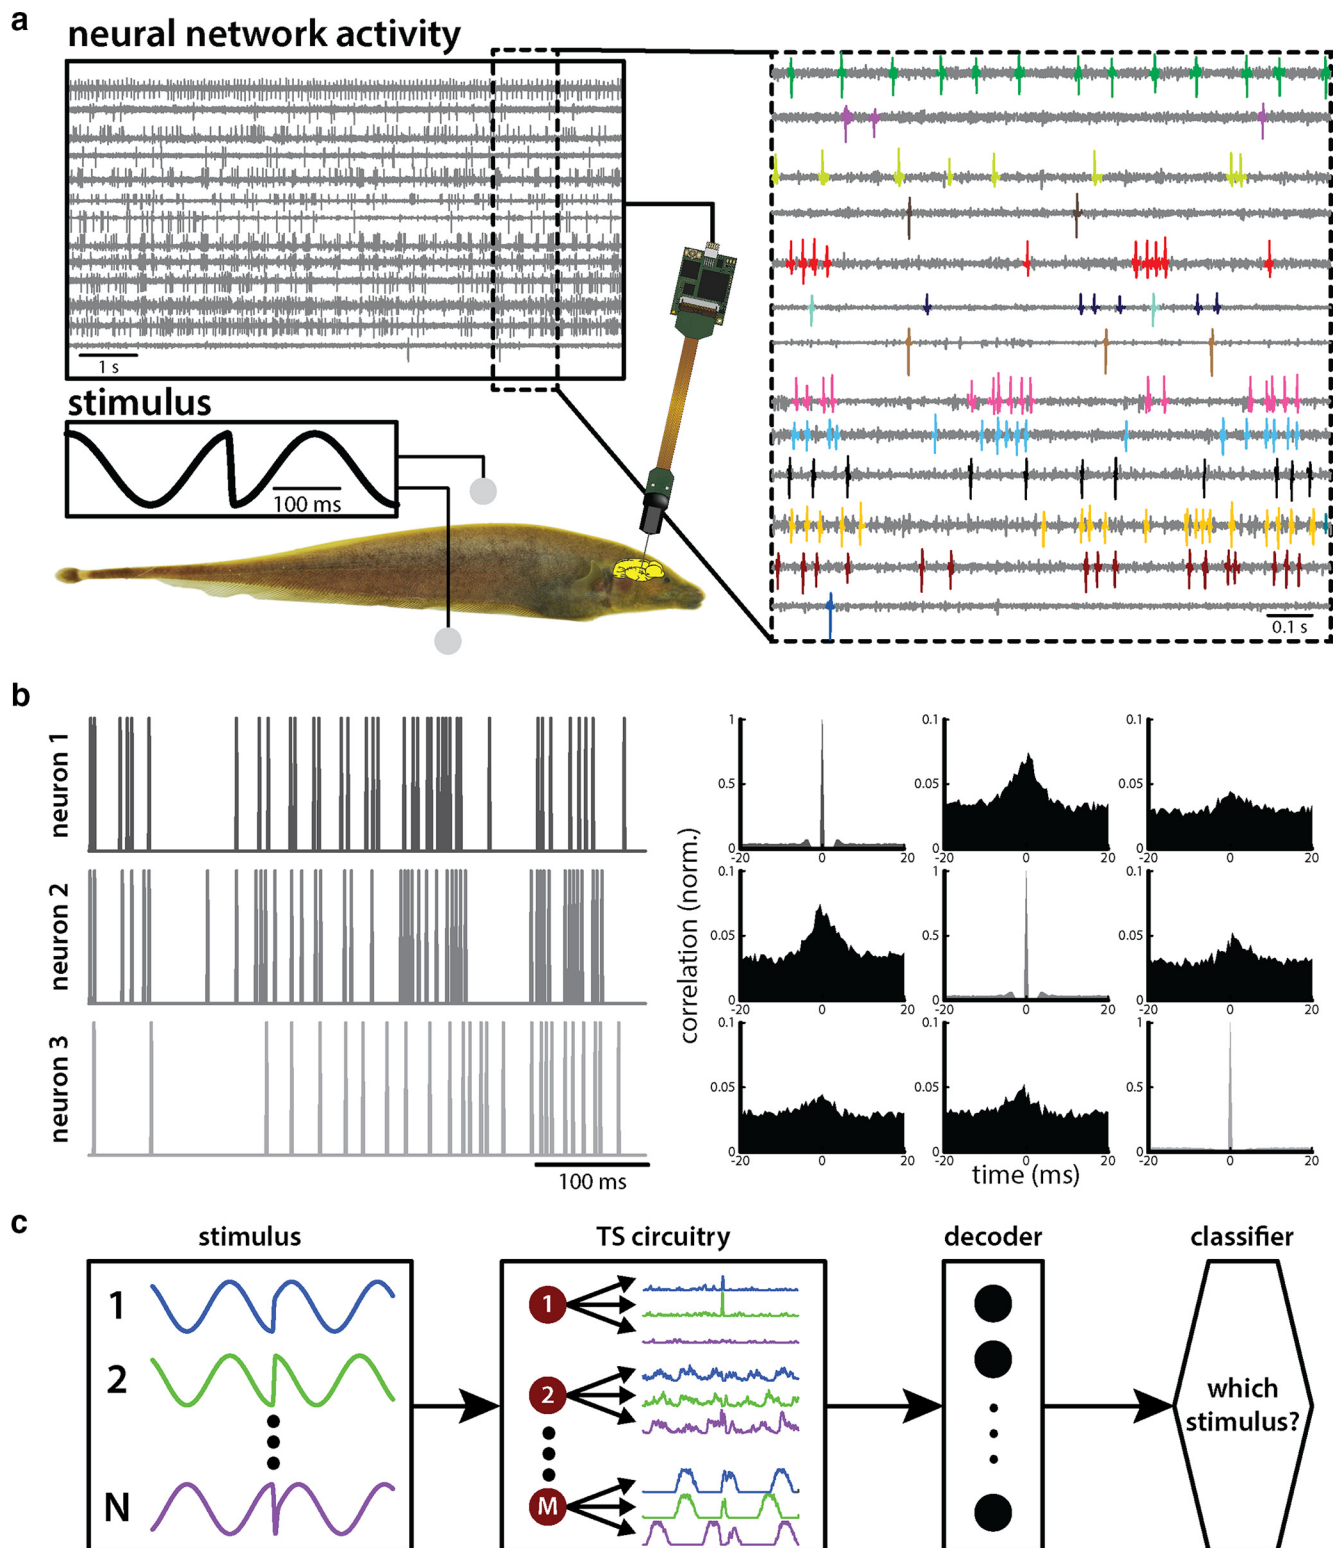 a
neural network activity
1 s
stimulus
100 ms
0.1 s
b
neuron 1
neuron 2
neuron 3
100 ms
correlation (norm.)
1
0.5
0
-20
0
20
0.1
0.05
0
-20
0
20
0.1
0.05
0
-20
0
20
0.1
0.05
0
-20
0
20
1
0.5
0
-20
0
20
0.1
0.05
0
-20
0
20
0.1
0.05
0
-20
0
20
0.1
0.05
0
-20
0
20
1
0.5
0
-20
0
20
time (ms)
c
stimulus
TS circuitry
decoder
classifier
1
2
N
1
2
M
which
stimulus?